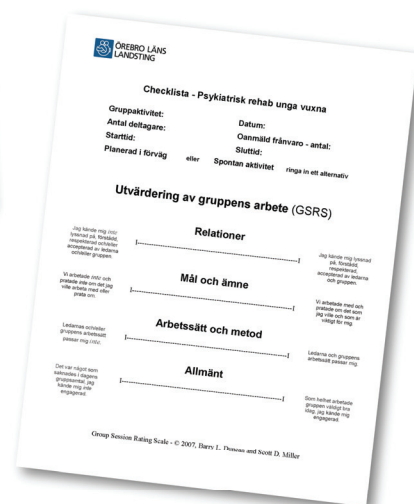 ÖREBRO LÄNS
LANDSTING
Checklista - Psykiatrisk rehab unga vuxna
Gruppaktivitet: Datum:
Antal deltagare: Oanmäld frånvaro - antal:
Starttid: Sluttid:
Planerad i förväg eller Spontan aktivitet ringa in ett alternativ
Utvärdering av gruppens arbete (GSRS)
Relationer
Jag kände mig inte
lyssnad på, förstådd,
respekterad och/eller
accepterad av ledarna
och/eller gruppen.
I------------------------------------I
Jag kände mig lyssnad
på, förstådd,
respekterad,
accepterad av ledarna
och gruppen.
Mål och ämne
Vi arbetade inte och
pratade inte om det jag
ville arbeta med eller
prata om.
I------------------------------------I
Vi arbetade med och
pratade om det som
jag ville och som är
viktigt för mig.
Arbetssätt och metod
Ledarnas och/eller
gruppens arbetssätt
passar mig inte.
I------------------------------------I
Ledarna och gruppens
arbetssätt passar mig.
Allmänt
Det var något som
saknades i dagens
gruppsamtal, jag
kände mig inte
engagerad.
I------------------------------------I
Som helhet arbetade
gruppen väldigt bra
idag, jag kände mig
engagerad.
Group Session Rating Scale - © 2007, Barry L. Duncan and Scott D. Miller